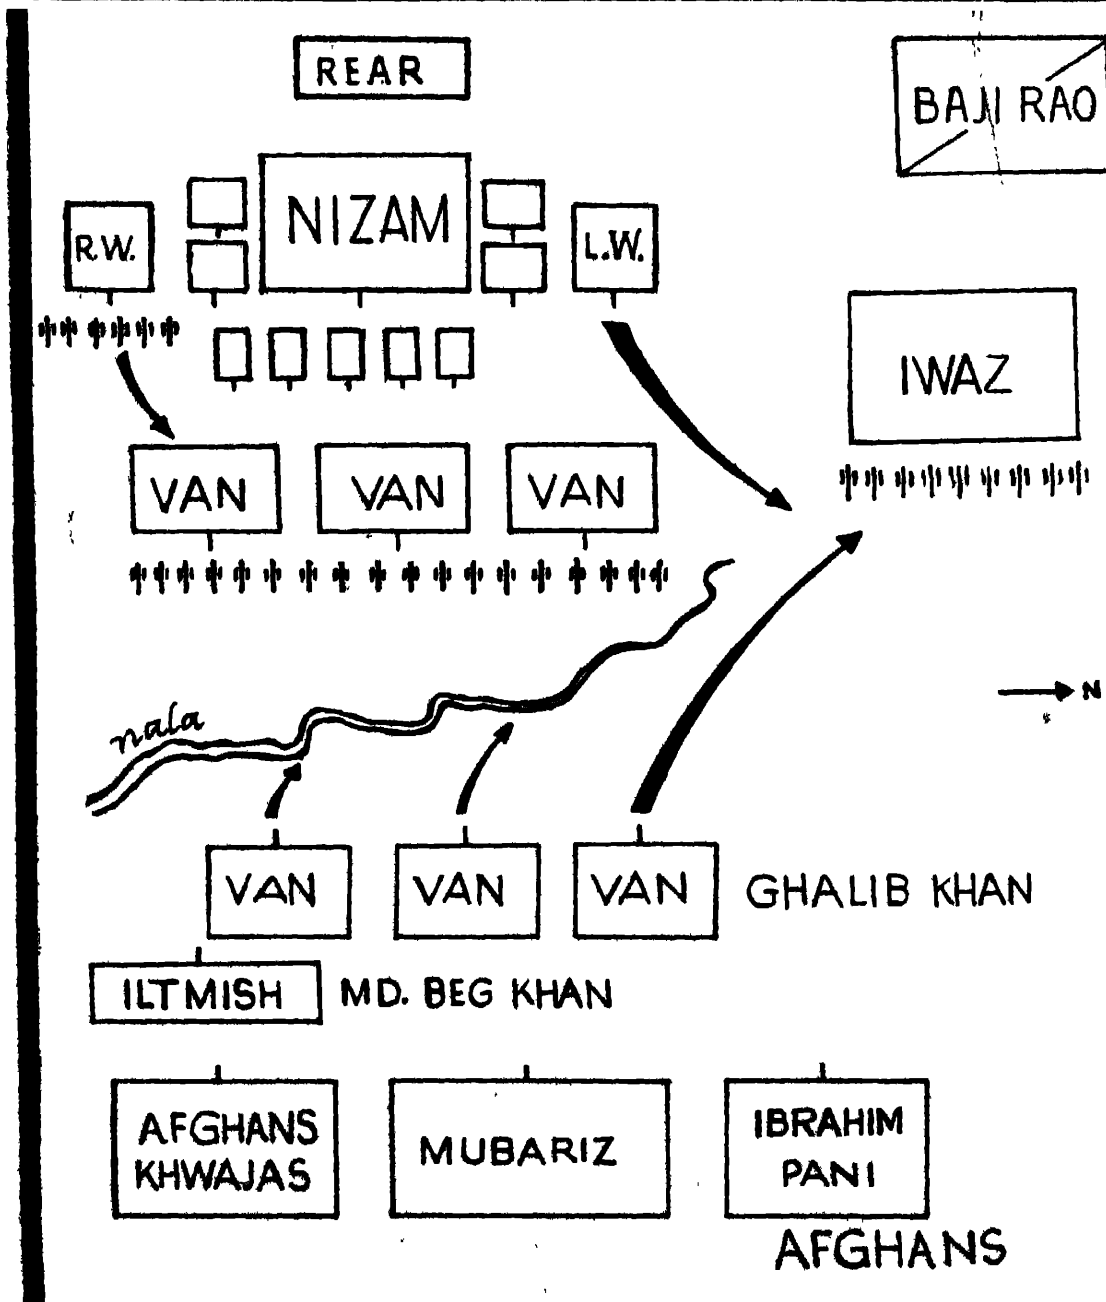 REAR
BAJI RAO
NIZAM
R.W.
L.W.
IWAZ
VAN VAN VAN
N
nala
VAN VAN VAN GHALIB KHAN
ILTMISH MD. BEG KHAN
AFGHANS
KHWAJAS
MUBARIZ
IBRAHIM
PANI
AFGHANS